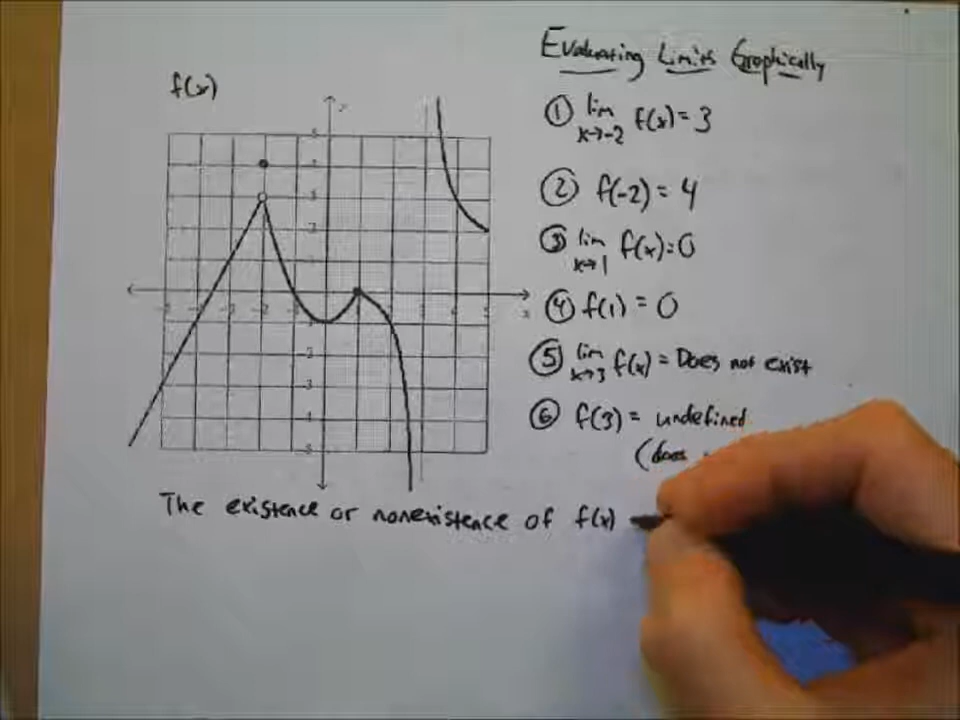 Evaluating Limits Graphically
f(x)
① lim x→-2 f(x) = 3
② f(-2) = 4
③ lim x→1 f(x) = 0
④ f(1) = 0
⑤ lim x→3 f(x) = Does not exist
⑥ f(3) = undefined
(does
The existence or nonexistence of f(x)